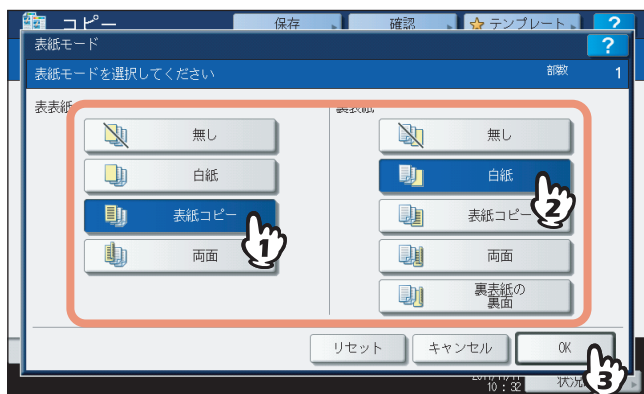 コピー
保存
確認
テンプレート
?
表紙モード
?
表紙モードを選択してください
部数
1
表表紙
無し
白紙
表紙コピー
1
両面
裏表紙
無し
白紙
2
表紙コピー
両面
裏表紙の
裏面
リセット
キャンセル
OK
3
10:32
状況